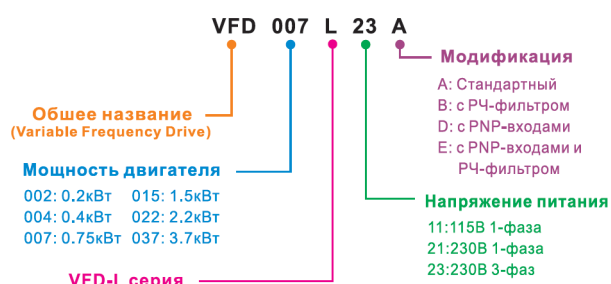 VFD 007 L 23 A
Модификация
A: Стандартный
B: с РЧ-фильтром
D: с PNP-входами
E: с PNP-входами и
РЧ-фильтром
Обшее название
(Variable Frequency Drive)
Мощность двигателя
002: 0.2кВт 015: 1.5кВт
004: 0.4кВт 022: 2.2кВт
007: 0.75кВт 037: 3.7кВт
Напряжение питания
11:115В 1-фаза
21:230В 1-фаза
23:230В 3-фаз
VFD-L серия